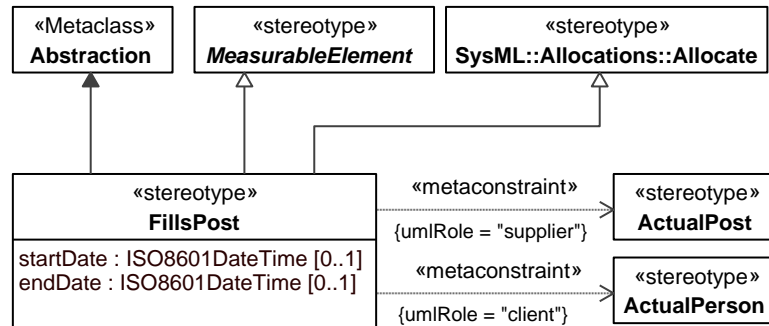 «Metaclass»
Abstraction
«stereotype»
MeasurableElement
«stereotype»
SysML::Allocations::Allocate
«stereotype»
FillsPost
startDate : ISO8601DateTime [0..1]
endDate : ISO8601DateTime [0..1]
«metaconstraint»
{umlRole = "supplier"}
«stereotype»
ActualPost
«metaconstraint»
{umlRole = "client"}
«stereotype»
ActualPerson